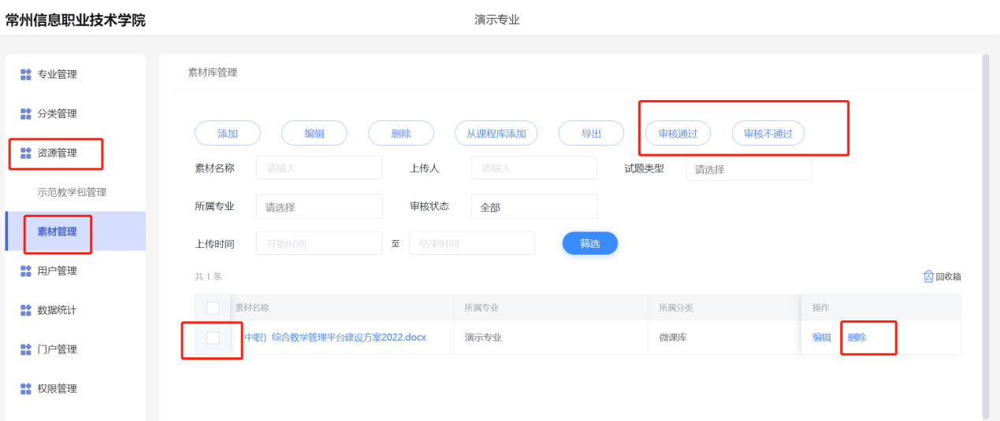 常州信息职业技术学院 演示专业
专业管理
分类管理
资源管理
示范教学包管理
素材管理
用户管理
数据统计
门户管理
权限管理
素材库管理
添加 编辑 删除 从课程库添加 导出 审核通过 审核不通过
素材名称 请输入 上传人 请输入 试题类型 请选择
所属专业 请选择 审核状态 全部
上传时间 开始时间 至 结束时间 筛选
共 1 条 回收箱
素材名称 所属专业 所属分类 操作
中职）综合教学管理平台建设方案2022.docx 演示专业 微课库 编辑 删除